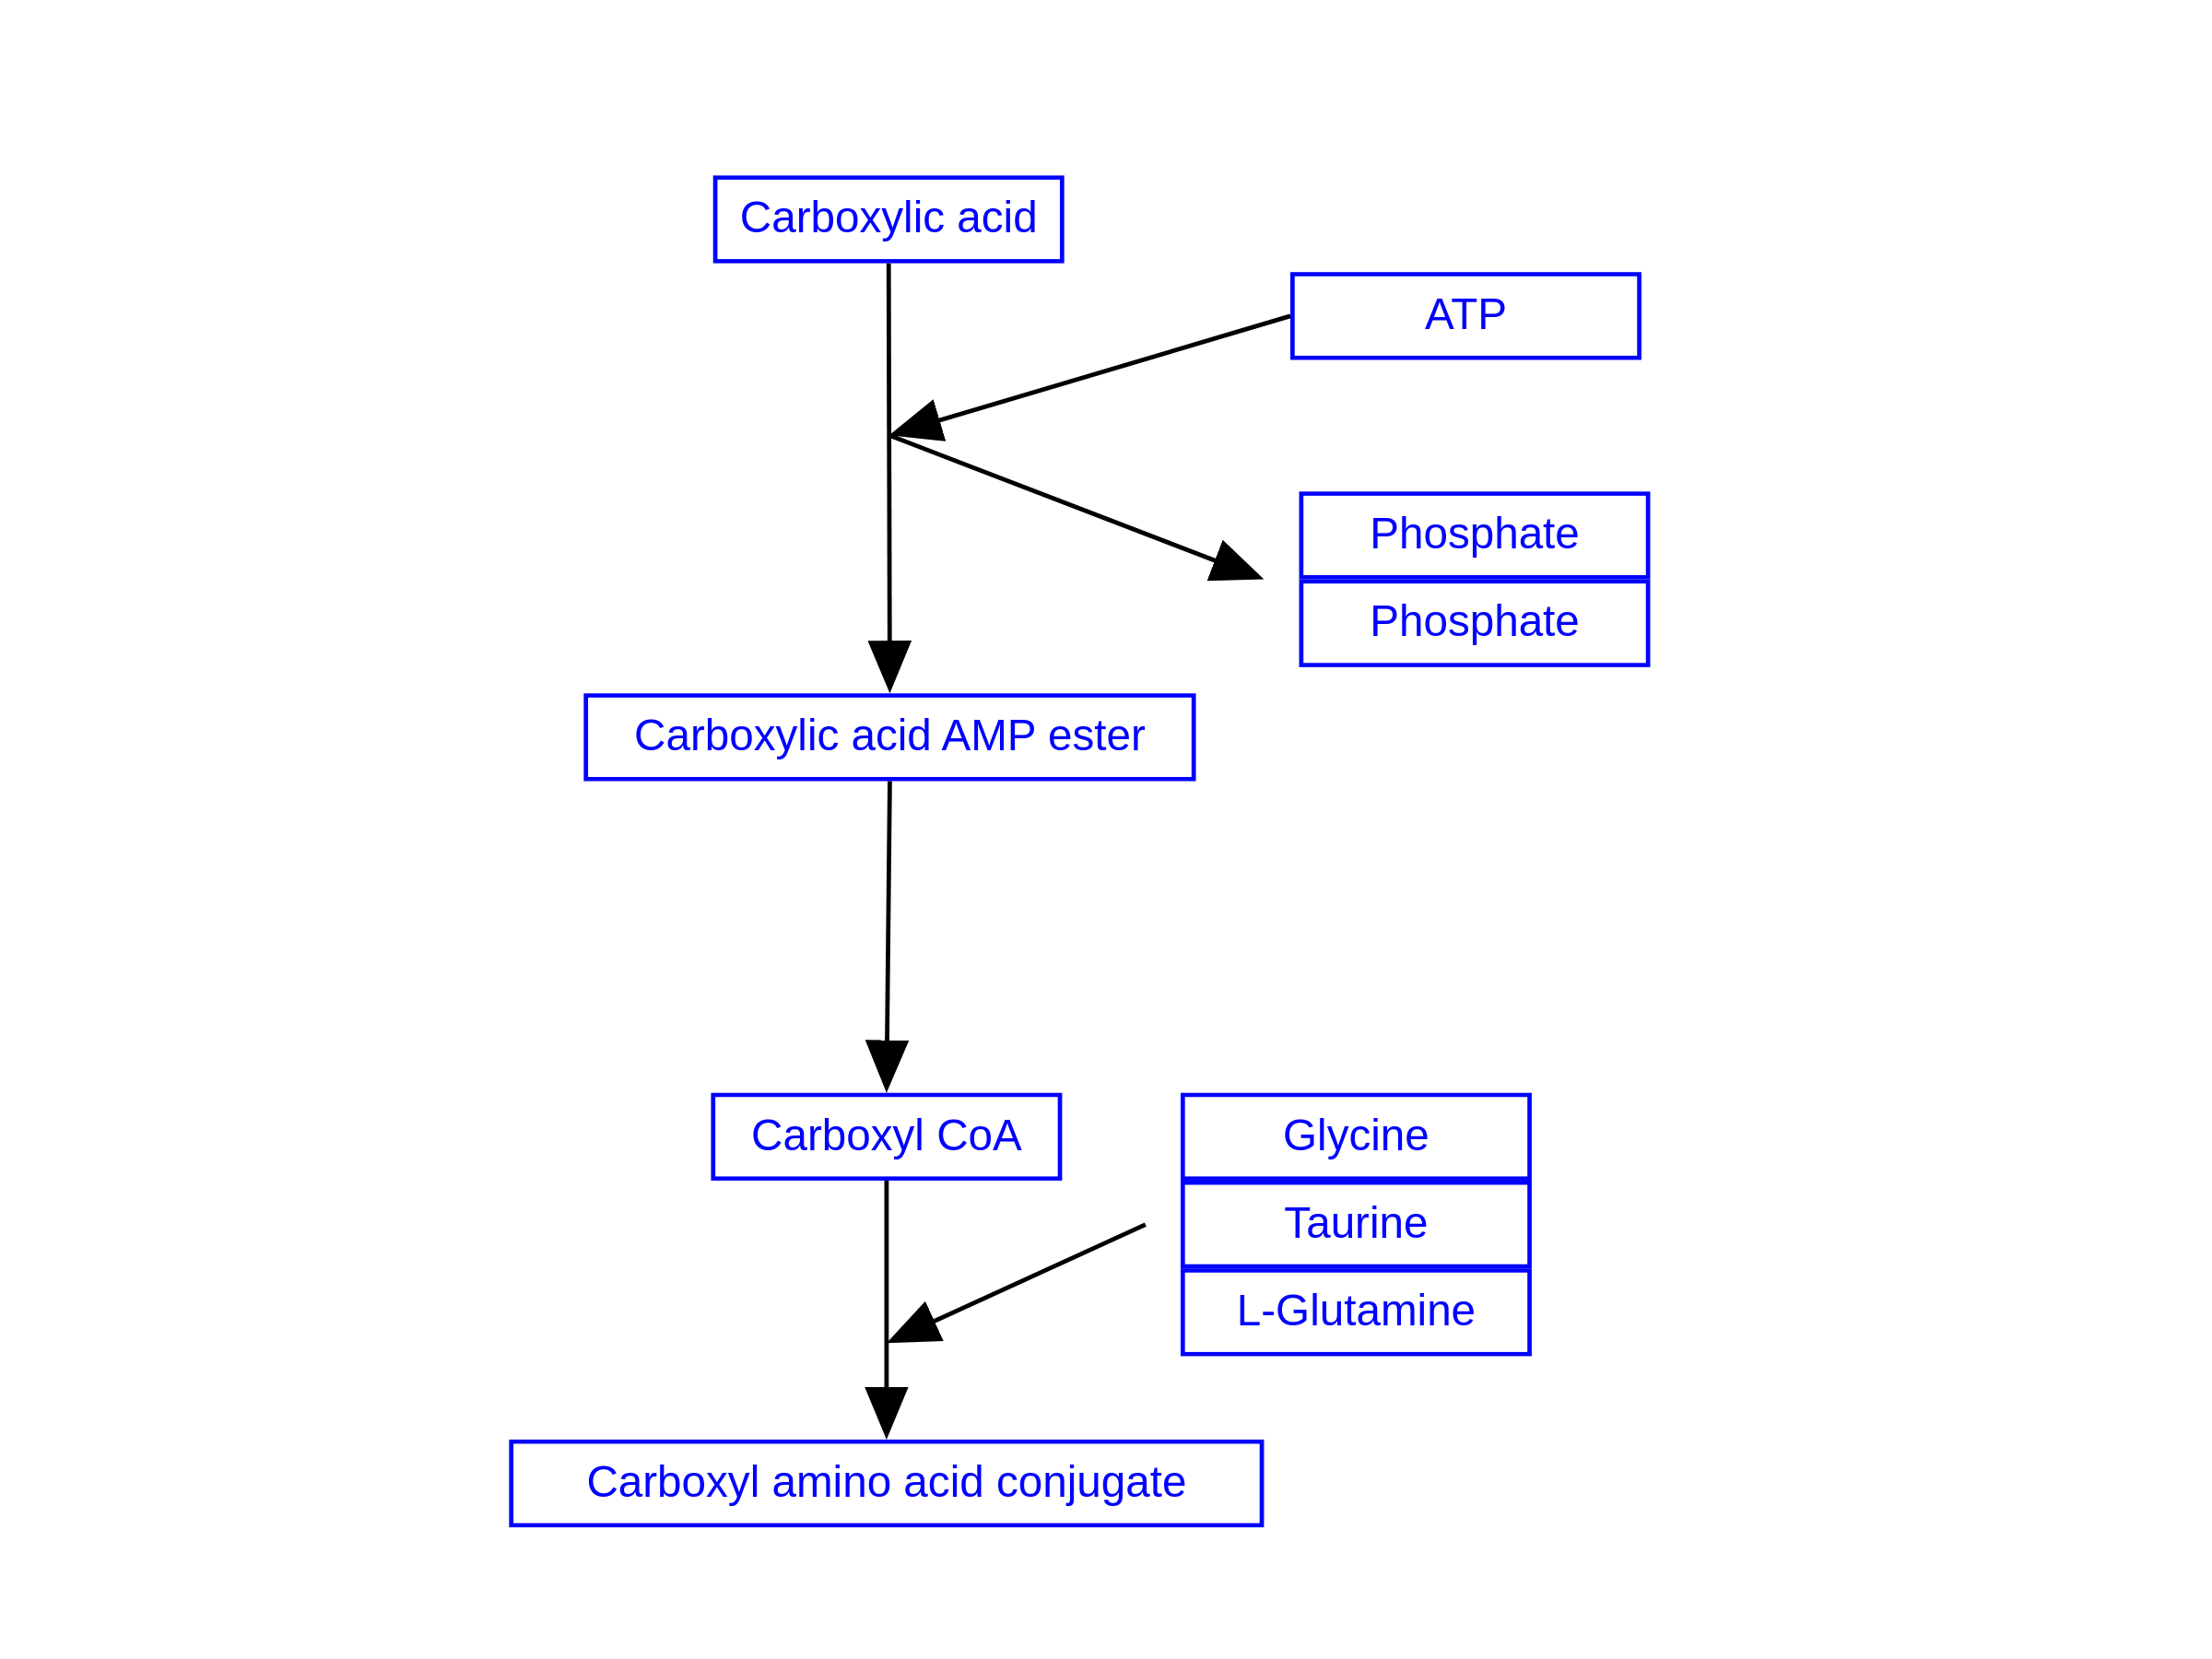 Carboxylic acid
ATP
Phosphate
Phosphate
Carboxylic acid AMP ester
Carboxyl CoA
Glycine
Taurine
L-Glutamine
Carboxyl amino acid conjugate